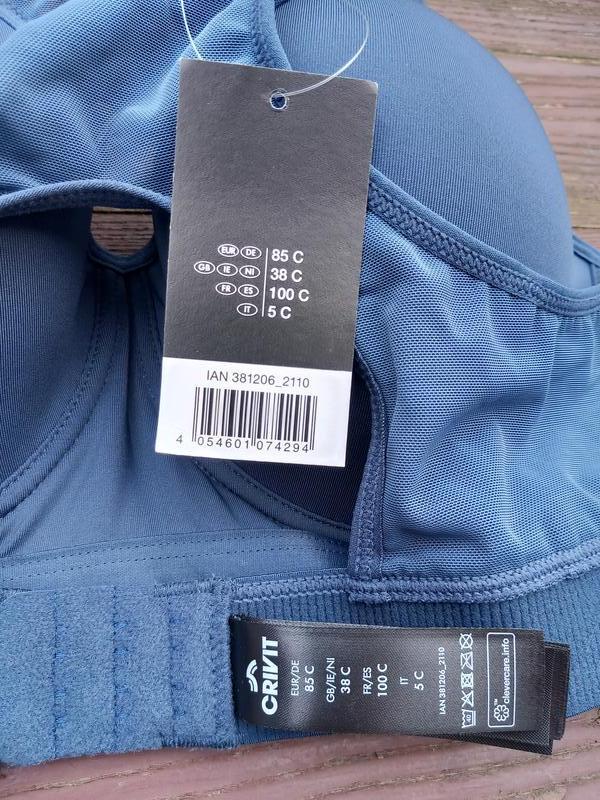 EUR DE 85 C
GB IE NI 38 C
FR ES 100 C
IT 5 C
IAN 381206_2110
4 054601 074294
CRIVIT
EUR/DE
85 C
GB/IE/NI
38 C
FR/ES
100 C
IT
5 C
IAN 381206_2110
40
clevercare.info